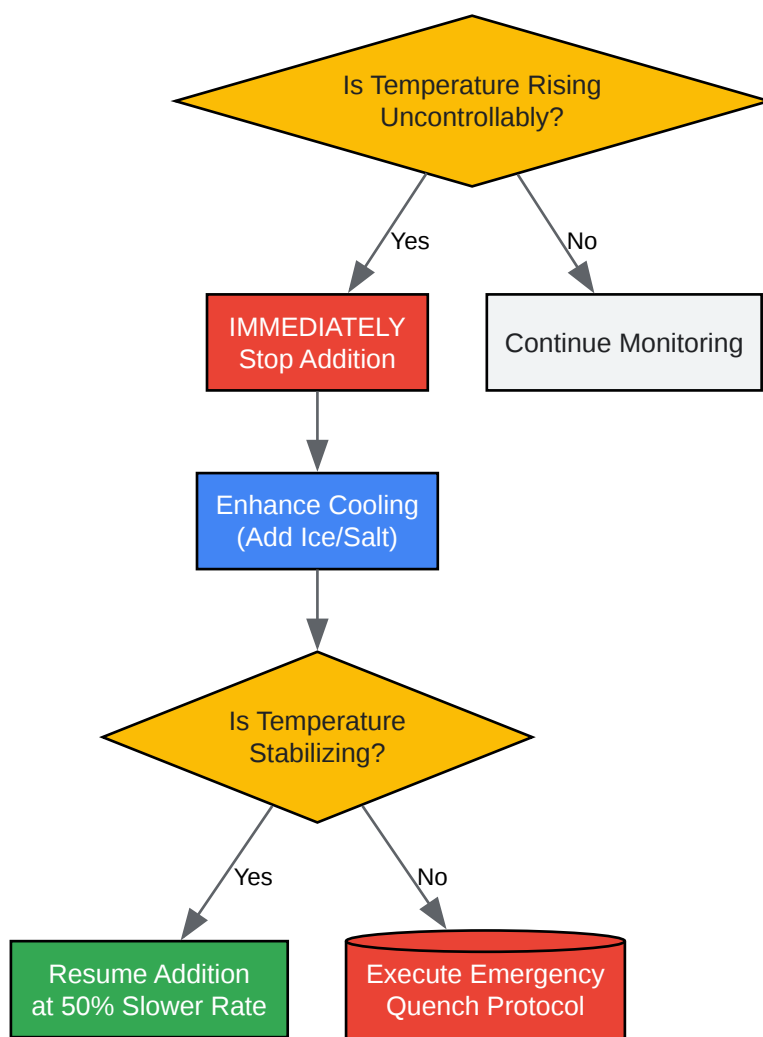 Is Temperature Rising
Uncontrollably?
Yes
No
IMMEDIATELY
Stop Addition
Continue Monitoring
Enhance Cooling
(Add Ice/Salt)
Is Temperature
Stabilizing?
Yes
No
Resume Addition
at 50% Slower Rate
Execute Emergency
Quench Protocol